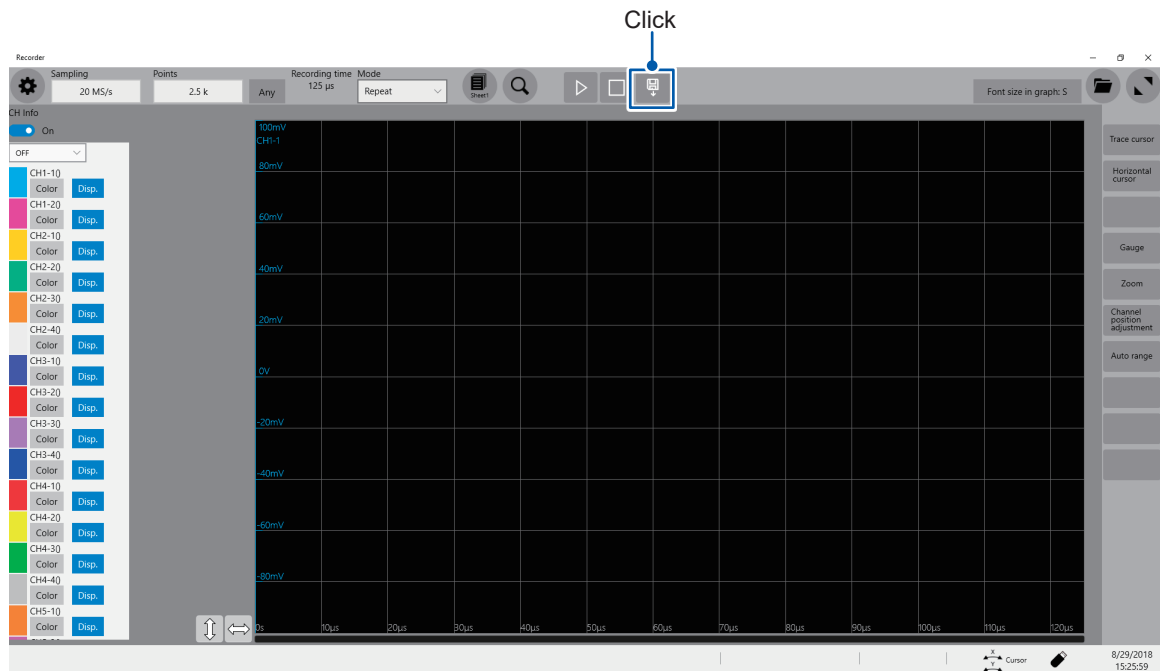 Click
Recorder
Sampling
20 MS/s
Points
2.5 k
Any
Recording time
125 µs
Mode
Repeat
Sheet1
Font size in graph: S
CH Info
On
OFF
CH1-1()
Color Disp.
CH1-2()
Color Disp.
CH2-1()
Color Disp.
CH2-2()
Color Disp.
CH2-3()
Color Disp.
CH2-4()
Color Disp.
CH3-1()
Color Disp.
CH3-2()
Color Disp.
CH3-3()
Color Disp.
CH3-4()
Color Disp.
CH4-1()
Color Disp.
CH4-2()
Color Disp.
CH4-3()
Color Disp.
CH4-4()
Color Disp.
CH5-1()
Color Disp.
100mV
CH1-1
80mV
60mV
40mV
20mV
0V
-20mV
-40mV
-60mV
-80mV
0s 10µs 20µs 30µs 40µs 50µs 60µs 70µs 80µs 90µs 100µs 110µs 120µs
Trace cursor
Horizontal
cursor
Gauge
Zoom
Channel
position
adjustment
Auto range
X
Y
Cursor
8/29/2018
15:25:59